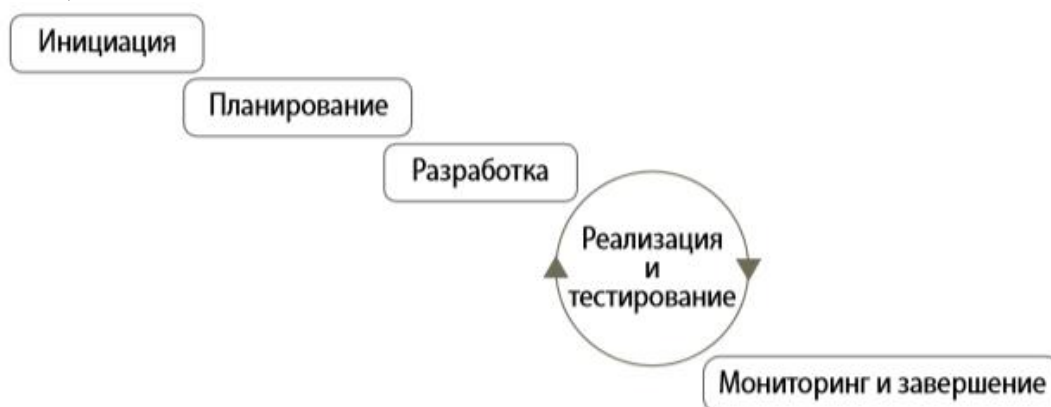 Инициация
Планирование
Разработка
Реализация
и
тестирование
Мониторинг и завершение